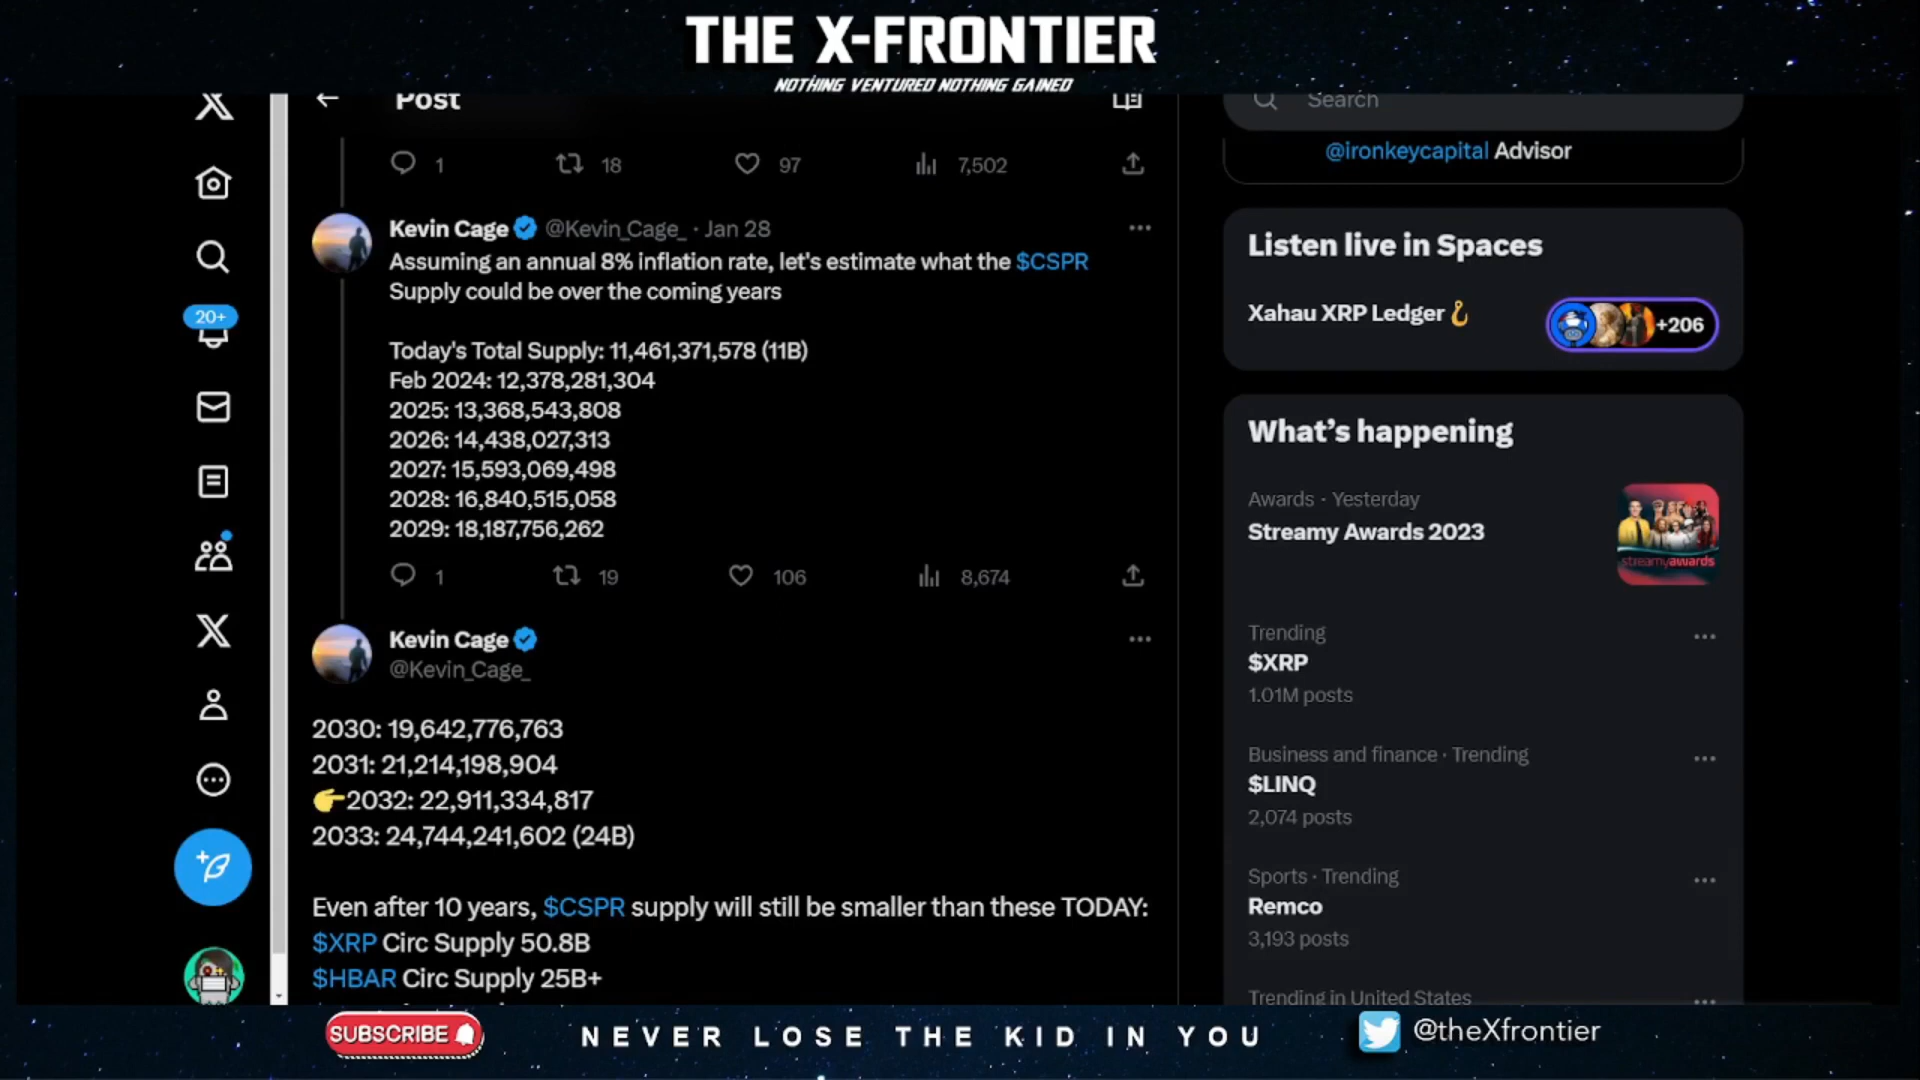 THE X-FRONTIER
NOTHING VENTURED NOTHING GAINED
Post
Search
1 18 97 7,502
@ironkeycapital Advisor
Kevin Cage @Kevin_Cage_ · Jan 28
Assuming an annual 8% inflation rate, let's estimate what the $CSPR
Supply could be over the coming years
Today's Total Supply: 11,461,371,578 (11B)
Feb 2024: 12,378,281,304
2025: 13,368,543,808
2026: 14,438,027,313
2027: 15,593,069,498
2028: 16,840,515,058
2029: 18,187,756,262
1 19 106 8,674
Kevin Cage
@Kevin_Cage_
2030: 19,642,776,763
2031: 21,214,198,904
👉2032: 22,911,334,817
2033: 24,744,241,602 (24B)
Even after 10 years, $CSPR supply will still be smaller than these TODAY:
$XRP Circ Supply 50.8B
$HBAR Circ Supply 25B+
20+
Listen live in Spaces
Xahau XRP Ledger🪝
+206
What's happening
Awards · Yesterday
Streamy Awards 2023
streamyawards
Trending
$XRP
1.01M posts
Business and finance · Trending
$LINQ
2,074 posts
Sports · Trending
Remco
3,193 posts
Trending in United States
SUBSCRIBE
NEVER LOSE THE KID IN YOU
@theXfrontier